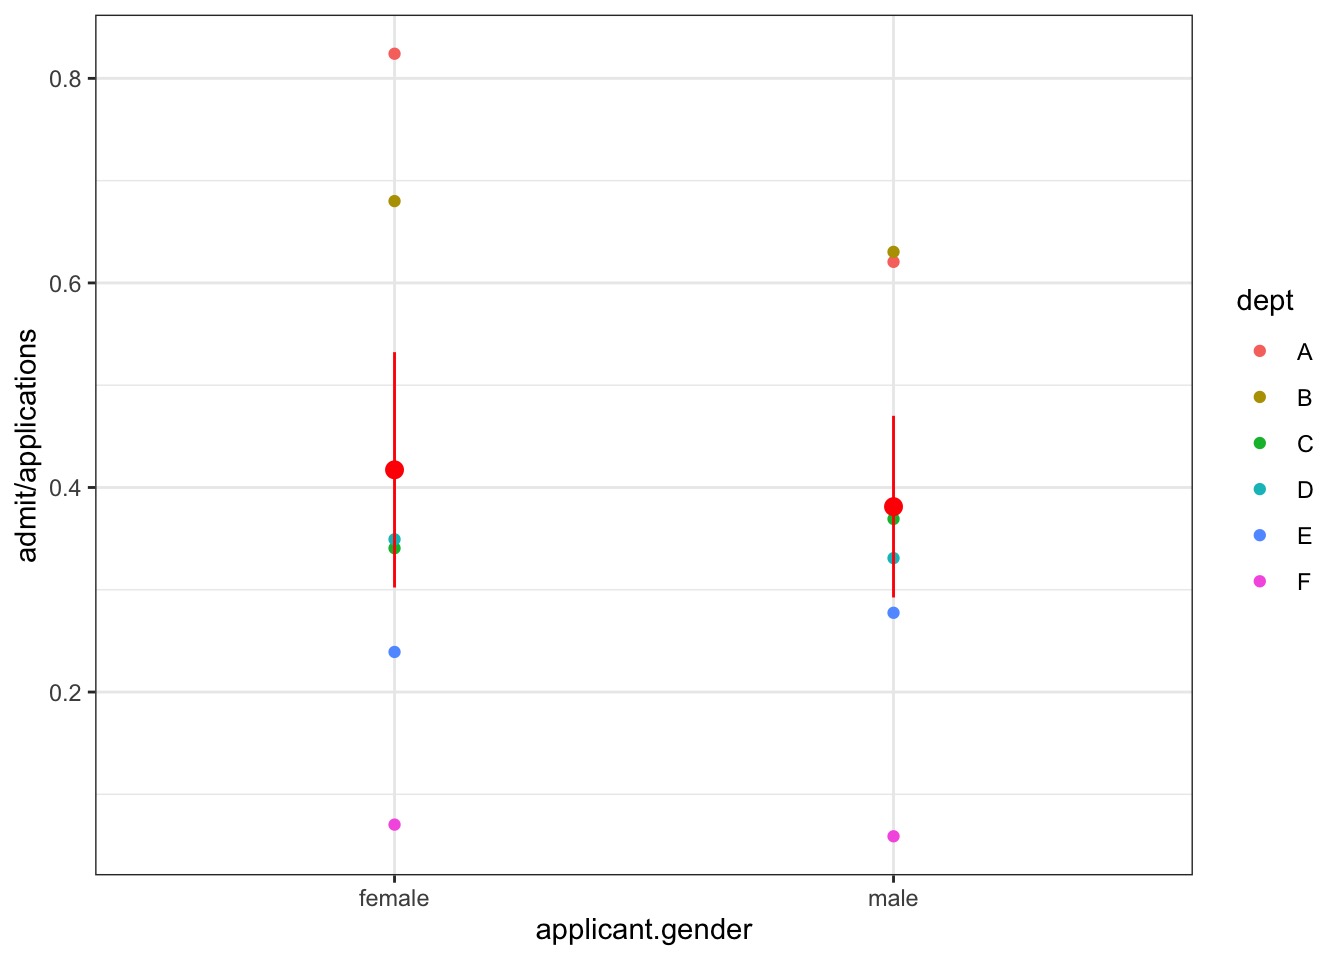 0.8
0.6
0.4
0.2
admit/applications
female male
applicant.gender
dept
A
B
C
D
E
F